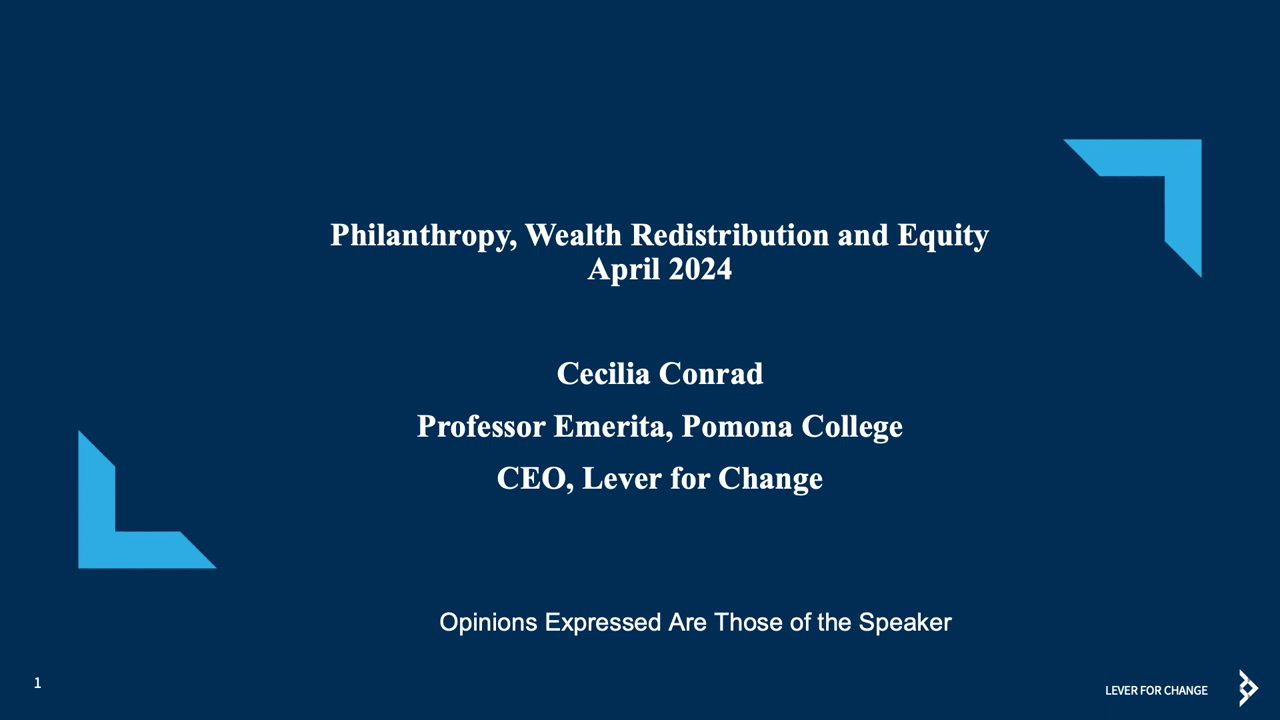 Philanthropy, Wealth Redistribution and Equity
April 2024
Cecilia Conrad
Professor Emerita, Pomona College
CEO, Lever for Change
Opinions Expressed Are Those of the Speaker
1
LEVER FOR CHANGE